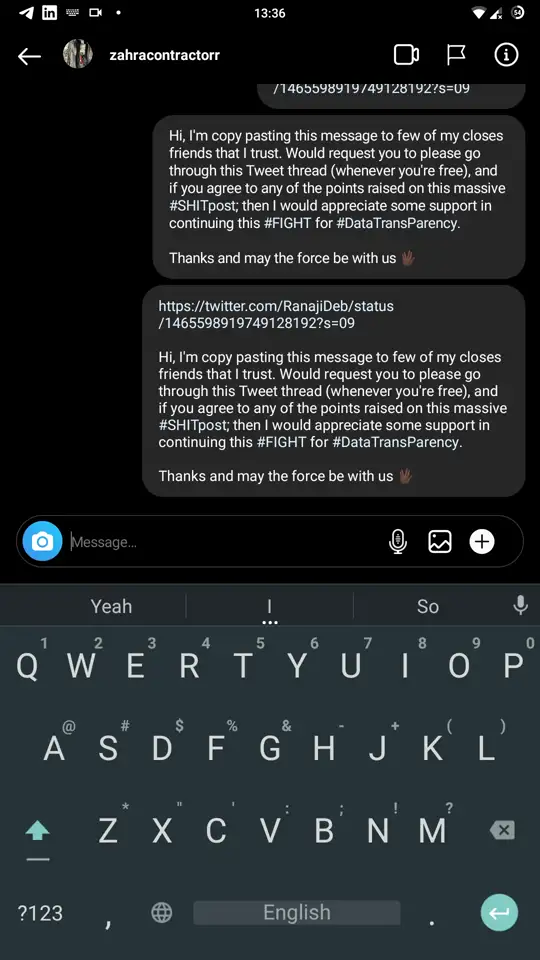 13:36
54
zahracontractorr
/1465598919749128192?s=09
Hi, I'm copy pasting this message to few of my closes
friends that I trust. Would request you to please go
through this Tweet thread (whenever you're free), and
if you agree to any of the points raised on this massive
#SHITpost; then I would appreciate some support in
continuing this #FIGHT for #DataTransParency.
Thanks and may the force be with us 🖖🏿
https://twitter.com/RanajiDeb/status
/1465598919749128192?s=09
Hi, I'm copy pasting this message to few of my closes
friends that I trust. Would request you to please go
through this Tweet thread (whenever you're free), and
if you agree to any of the points raised on this massive
#SHITpost; then I would appreciate some support in
continuing this #FIGHT for #DataTransParency.
Thanks and may the force be with us 🖖🏿
Message...
Yeah I So
1 2 3 4 5 6 7 8 9 0
Q W E R T Y U I O P
@ # $ % & - + ( )
A S D F G H J K L
* " ' : ; ! ?
Z X C V B N M
?123 , English .